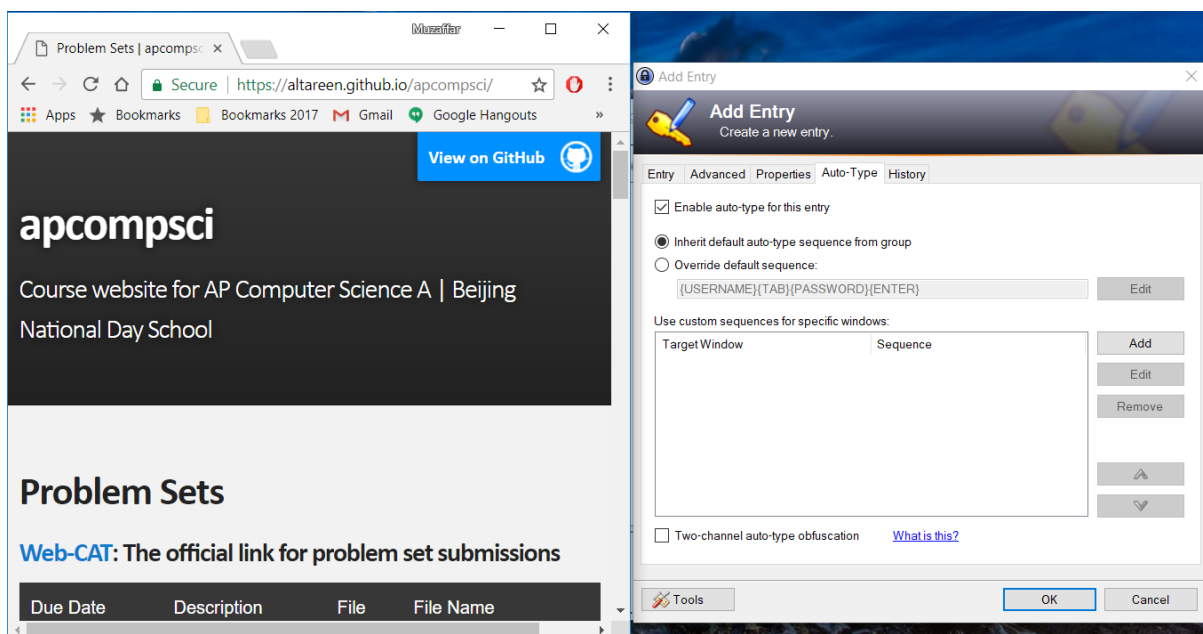 Muzaffar
Problem Sets | apcompsc
Secure | https://altareen.github.io/apcompsci/
Apps Bookmarks Bookmarks 2017 Gmail Google Hangouts »
View on GitHub
apcompsci
Course website for AP Computer Science A | Beijing
National Day School
Problem Sets
Web-CAT: The official link for problem set submissions
Due Date Description File File Name
Add Entry
Add Entry
Create a new entry.
Entry Advanced Properties Auto-Type History
Enable auto-type for this entry
Inherit default auto-type sequence from group
Override default sequence:
{USERNAME}{TAB}{PASSWORD}{ENTER} Edit
Use custom sequences for specific windows:
Target Window Sequence Add
Edit
Remove
Two-channel auto-type obfuscation What is this?
Tools OK Cancel